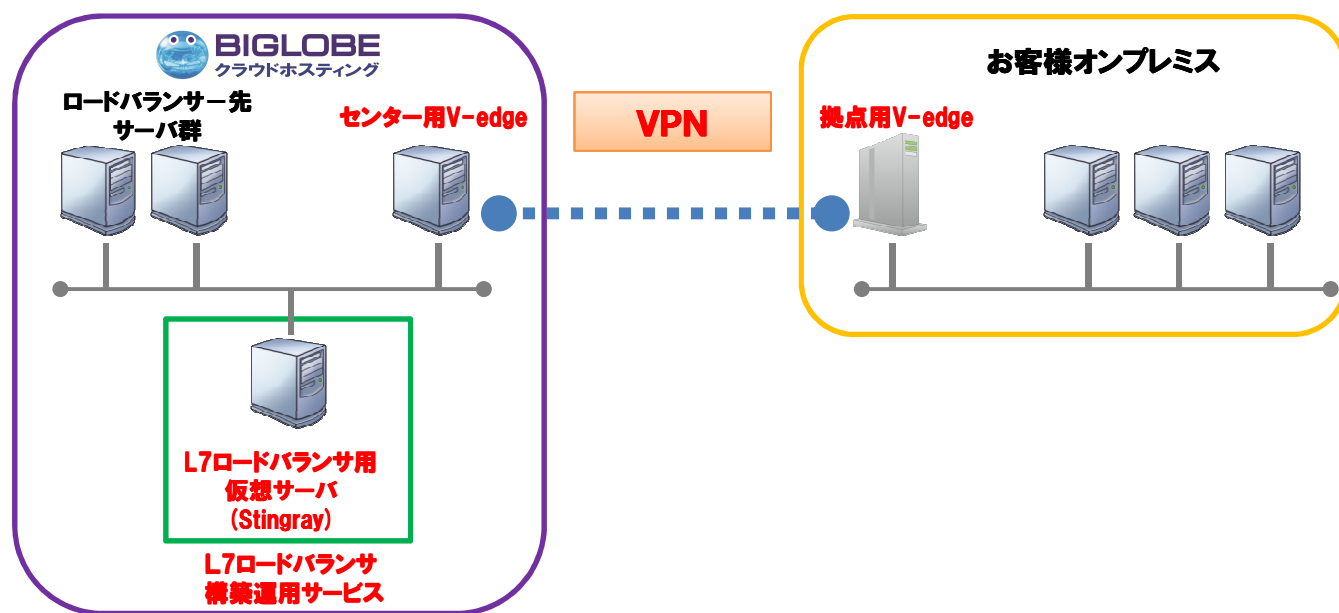 BIGLOBE
クラウドホスティング
ロードバランサー先
サーバ群
センター用V-edge
VPN
お客様オンプレミス
拠点用V-edge
L7ロードバランサ用
仮想サーバ
(Stingray)
L7ロードバランサ
構築運用サービス